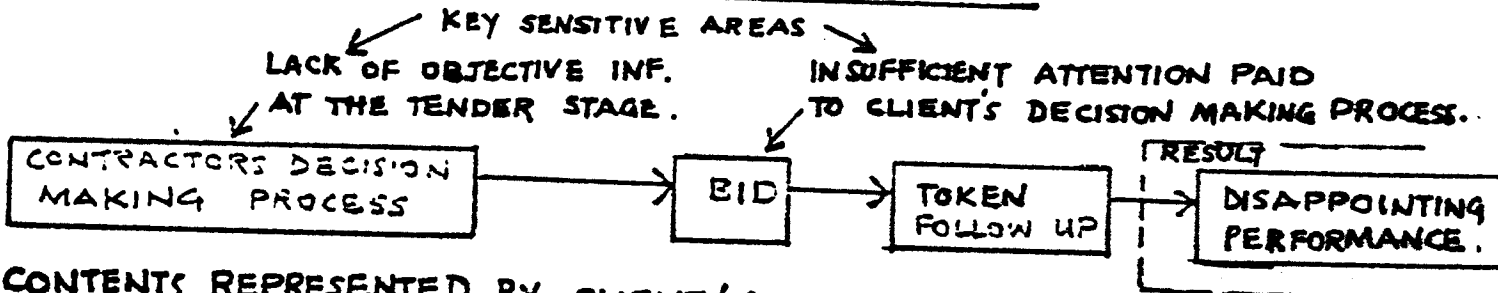 KEY SENSITIVE AREAS
LACK OF OBJECTIVE INF.
AT THE TENDER STAGE.
INSUFFICIENT ATTENTION PAID
TO CLIENT'S DECISION MAKING PROCESS.
CONTRACTORS DECISION
MAKING PROCESS
BID
TOKEN
FOLLOW UP
RESULT
DISAPPOINTING
PERFORMANCE.
CONTENTS REPRESENTED BY